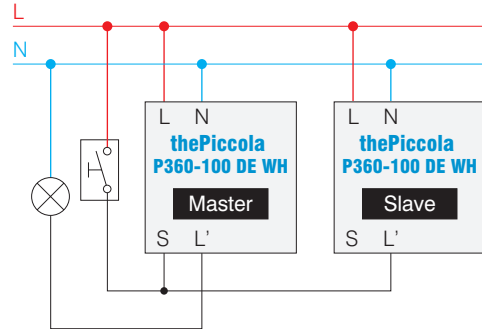 L
N
L N
thePiccola
P360-100 DE WH
Master
S L’
L N
thePiccola
P360-100 DE WH
Slave
S L’